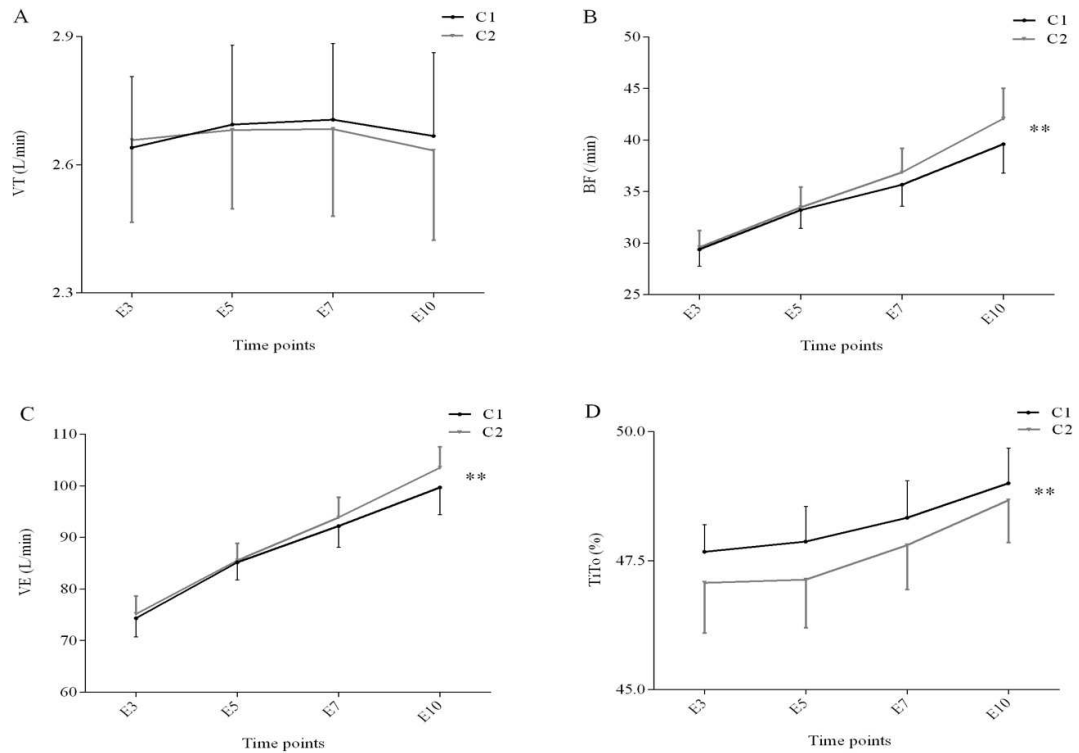 A
C1
C2
2.9
2.6
2.3
VT (L/min)
E3
E5
E7
E10
Time points
B
C1
C2
50
45
40
35
30
25
BF (/min)
**
E3
E5
E7
E10
Time points
C
C1
C2
110
100
90
80
70
60
VE (L/min)
**
E3
E5
E7
E10
Time points
D
C1
C2
50.0
47.5
45.0
TiTo (%)
**
E3
E5
E7
E10
Time points